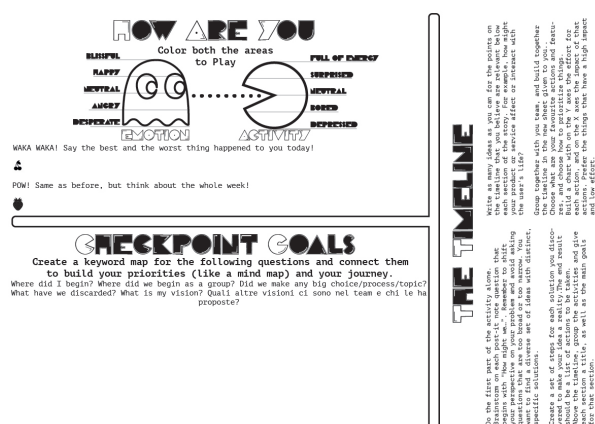 HOW ARE YOU
Color both the areas
to Play
BLISSFUL
HAPPY
NEUTRAL
ANGRY
DESPERATE
EMOTION
FULL OF ENERGY
SURPRISED
NEUTRAL
BORED
DEPRESSED
ACTIVITY
WAKA WAKA! Say the best and the worst thing happened to you today!
POW! Same as before, but think about the whole week!
CHECKPOINT GOALS
Create a keyword map for the following questions and connect them
to build your priorities (like a mind map) and your journey.
Where did I begin? Where did we begin as a group? Did we make any big choice/process/topic?
What have we discarded? What is my vision? Quali altre visioni ci sono nel team e chi le ha
proposte?
THE TIMELINE
Do the first part of the activity alone.
Brainstorm on each post-it note question that
begins with "How might we…". Remember to shift
your perspective on your problem and avoid asking
questions that are too broad or too narrow. You
want to find a diverse set of ideas with distinct,
specific solutions.
Create a set of steps for each solution you disco-
vered to make your idea a reality.The end result
should be a list of actions to be taken.
Above the timeline, group the activities and give
each section a title, as well as the main goals
for that section.
Write as many ideas as you can for the points on
the timeline that you believe are relevant below
each section of the story. For example, how might
your product or service affect or interact with
the user's life?
Group together with you team, and build together
the timeline in the new sheet given to you.
Choose what are your favourite actions and featu-
res, and choose how to prioritize things.
Build a chart with on the Y axes the effort for
each action, and on the X axes the impact of that
actions. Prefer the things that have a high impact
and low effort.